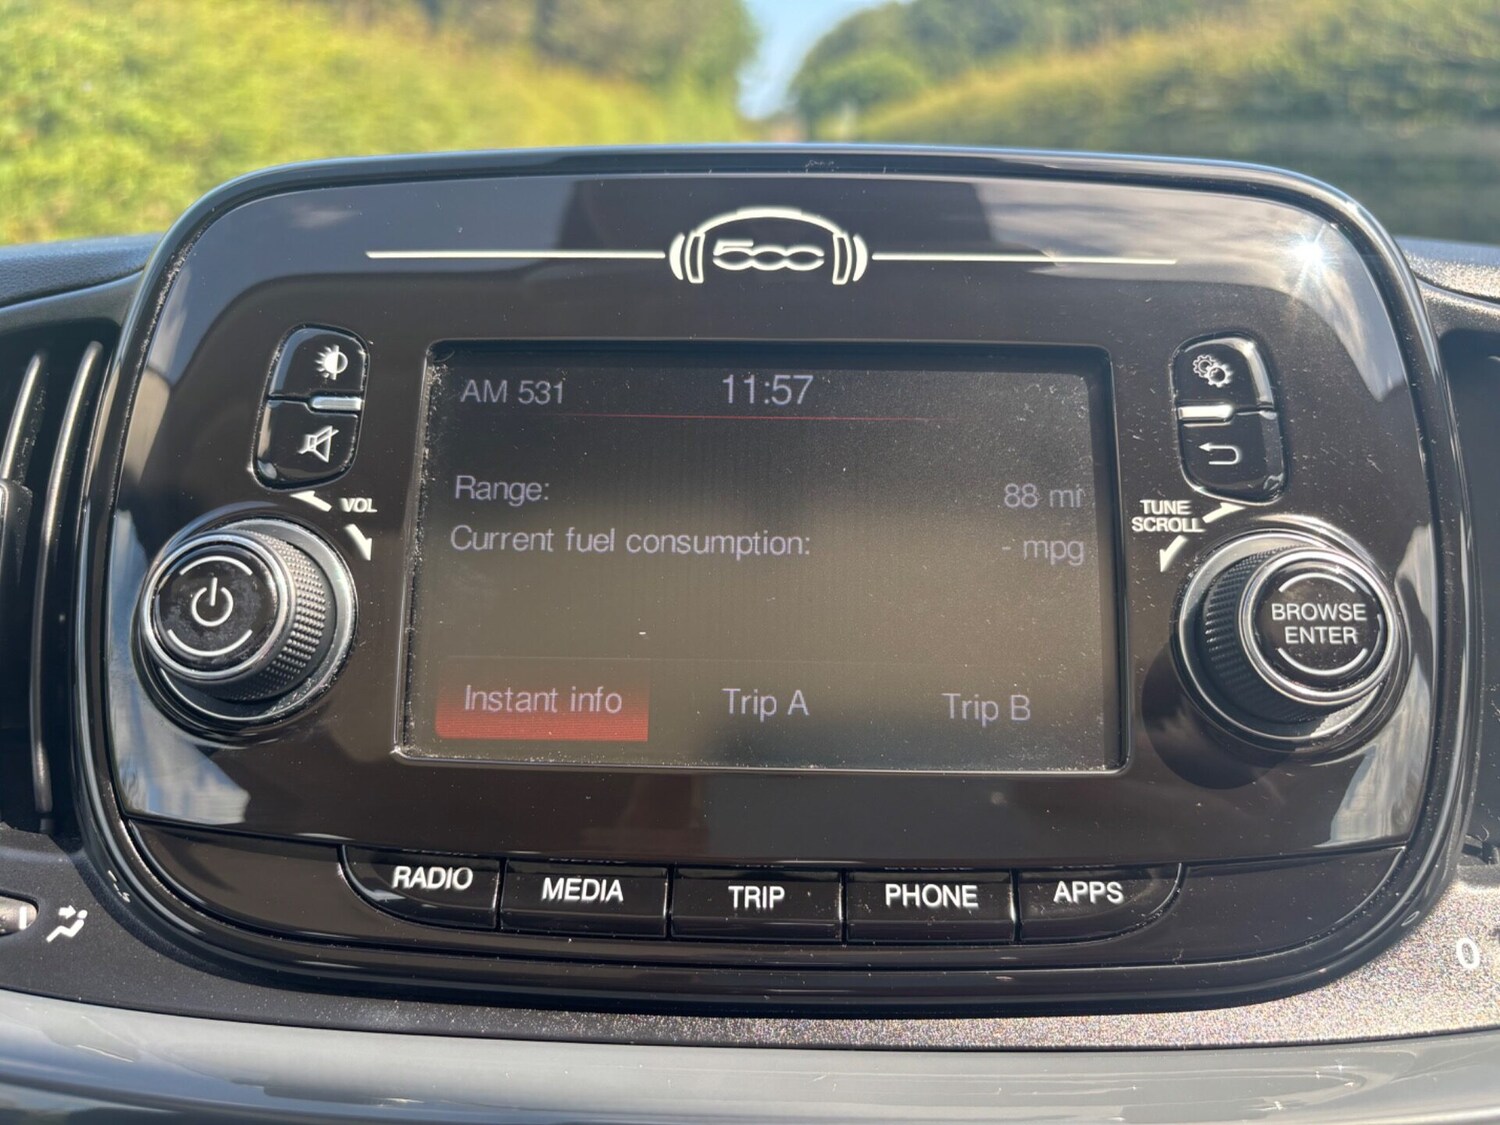 500
AM 531 11:57
Range: 88 mi
Current fuel consumption: - mpg
Instant info Trip A Trip B
VOL
TUNE
SCROLL
BROWSE
ENTER
RADIO MEDIA TRIP PHONE APPS
0